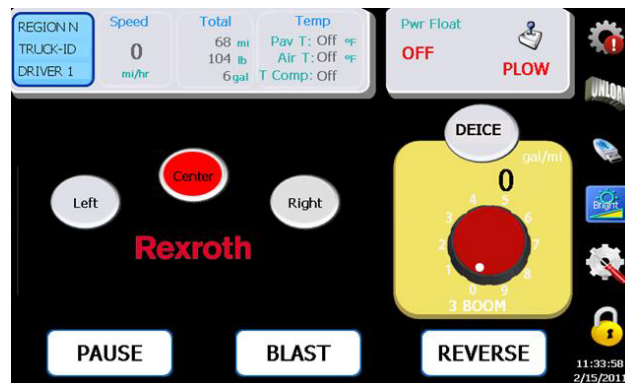 REGION N
TRUCK-ID
DRIVER 1
Speed
0
mi/hr
Total
68 mi
104 lb
6 gal
Temp
Pav T: Off °F
Air T: Off °F
T Comp: Off
Pwr Float
OFF
PLOW
UNLOA
DEICE
gal/mi
0
Left
Center
Right
Rexroth
0 1 2 3 4 5 6 7 8 9
3 BOOM
Bright
PAUSE
BLAST
REVERSE
11:33:58
2/15/2011